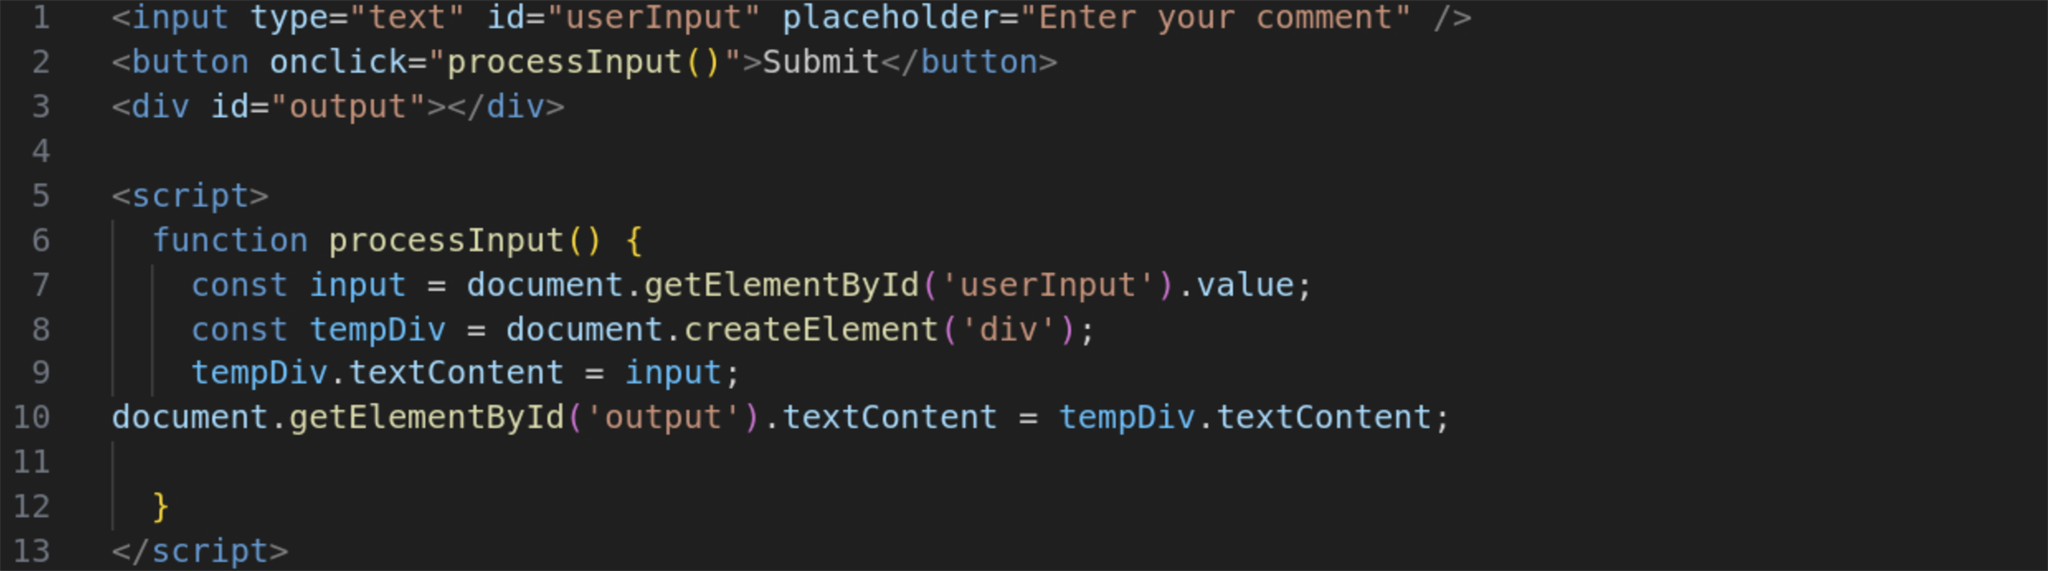 1 <input type="text" id="userInput" placeholder="Enter your comment" />
2 <button onclick="processInput()">Submit</button>
3 <div id="output"></div>
4
5 <script>
6   function processInput() {
7     const input = document.getElementById('userInput').value;
8     const tempDiv = document.createElement('div');
9     tempDiv.textContent = input;
10 document.getElementById('output').textContent = tempDiv.textContent;
11
12   }
13 </script>